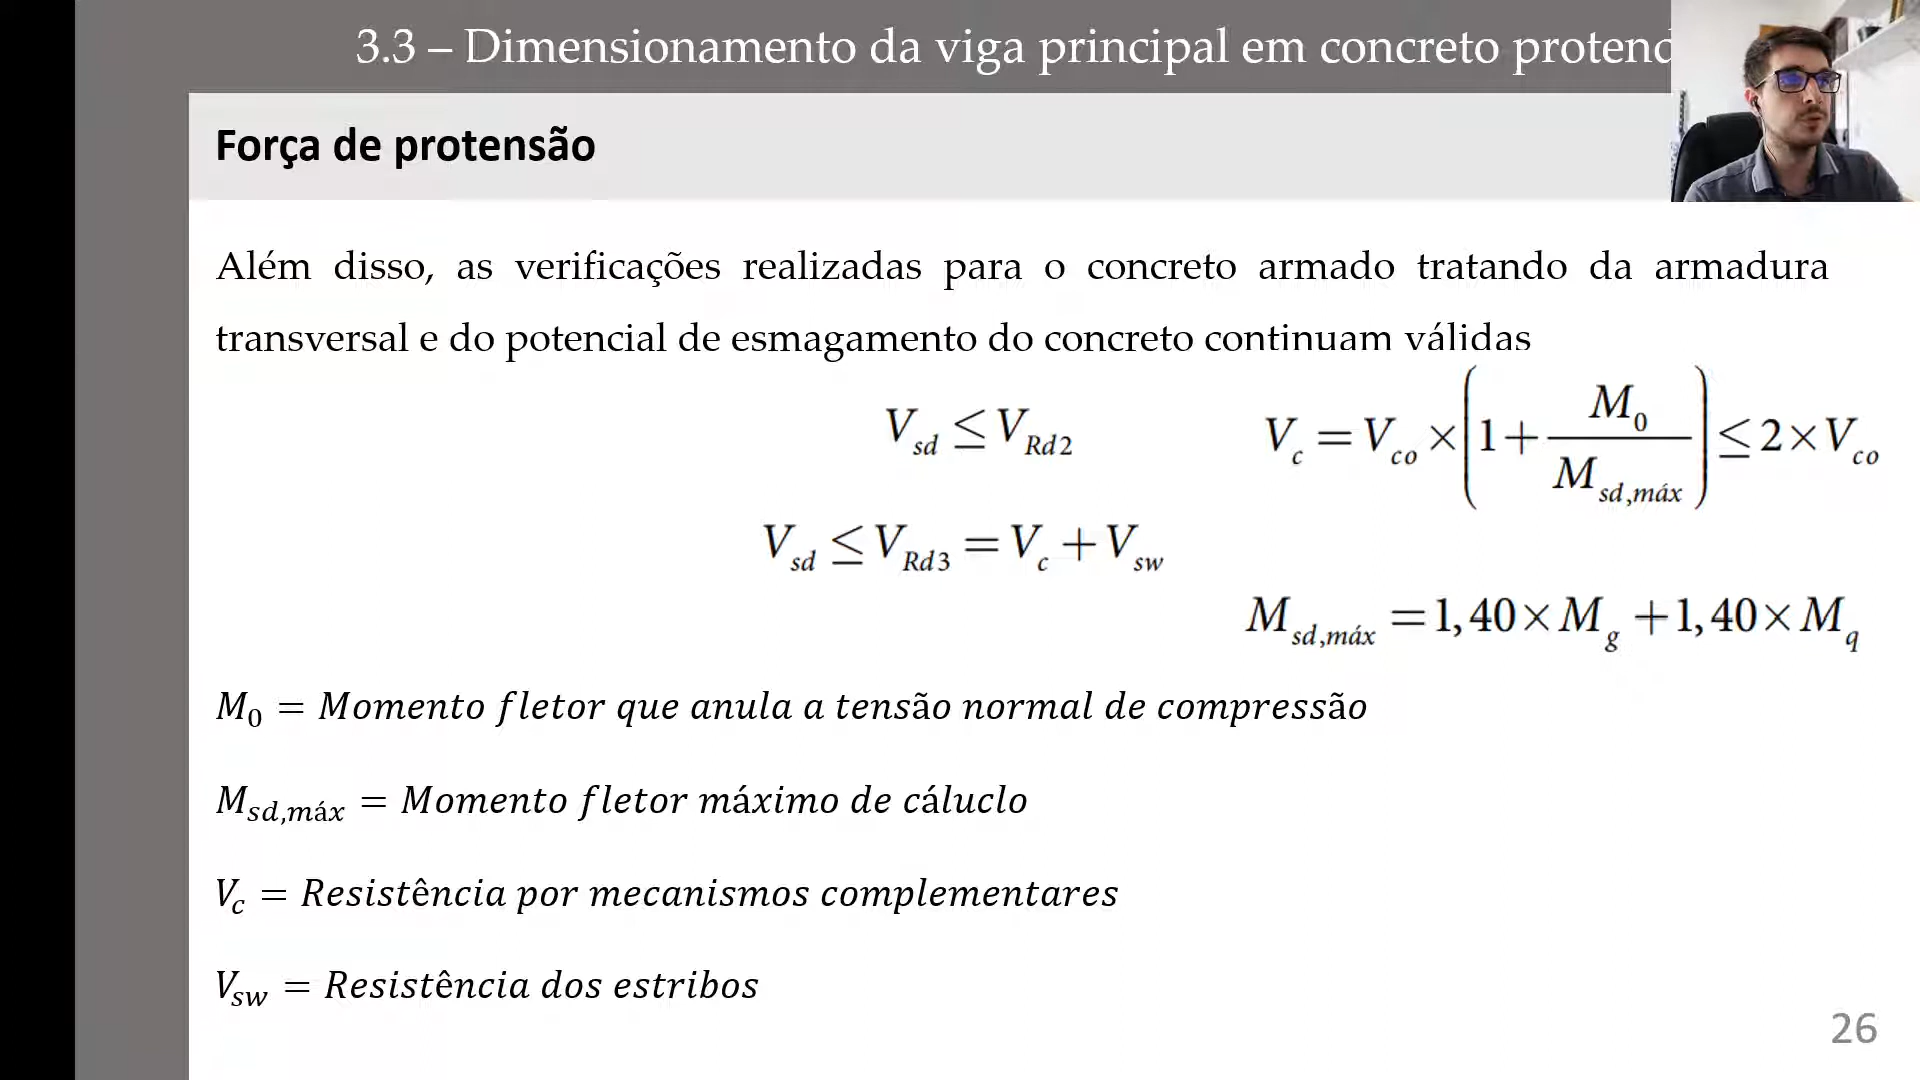 3.3 – Dimensionamento da viga principal em concreto protend
Força de protensão
Além disso, as verificações realizadas para o concreto armado tratando da armadura
transversal e do potencial de esmagamento do concreto continuam válidas
V_sd ≤ V_Rd2
V_c = V_co × (1 + M_0 / M_sd,máx) ≤ 2 × V_co
V_sd ≤ V_Rd3 = V_c + V_sw
M_sd,máx = 1,40 × M_g + 1,40 × M_q
M_0 = Momento fletor que anula a tensão normal de compressão
M_sd,máx = Momento fletor máximo de cáluclo
V_c = Resistência por mecanismos complementares
V_sw = Resistência dos estribos
26